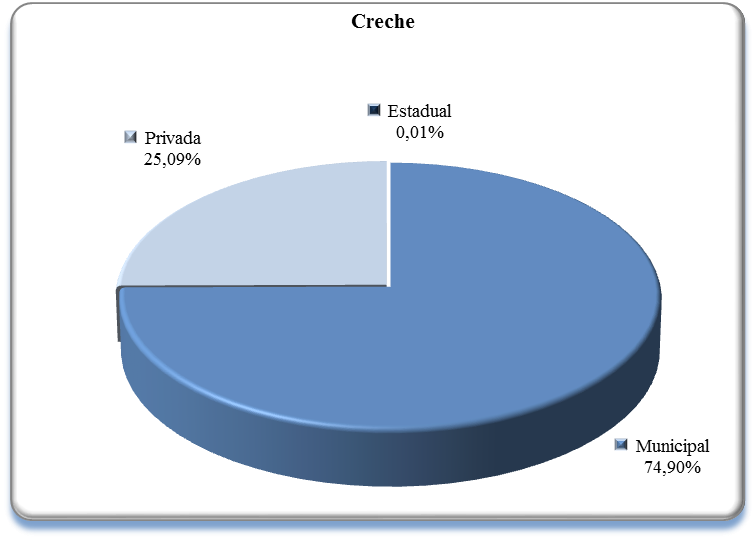 Creche
Estadual
0,01%
Privada
25,09%
Municipal
74,90%